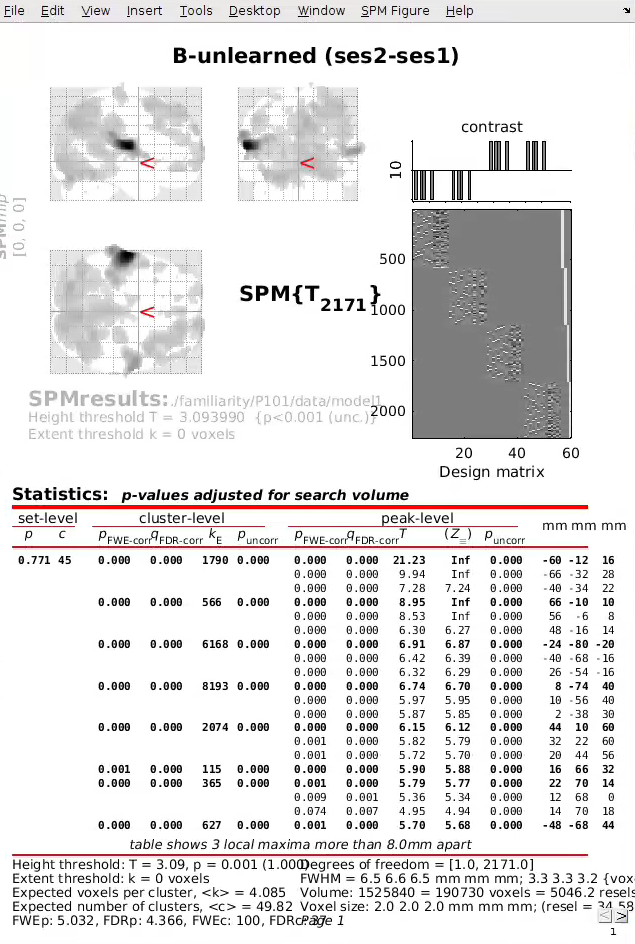 File Edit View Insert Tools Desktop Window SPM Figure Help
B-unlearned (ses2-ses1)
contrast
10
SPMmip
[0, 0, 0]
<
<
<
SPM{T2171}
500
1000
1500
2000
20 40 60
Design matrix
SPMresults: ./familiarity/P101/data/model1
Height threshold T = 3.093990 {p<0.001 (unc.)}
Extent threshold k = 0 voxels
Statistics: p-values adjusted for search volume
set-level cluster-level peak-level mm mm mm
p c pFWE-corr qFDR-corr kE puncorr pFWE-corr qFDR-corr T (Z≡) puncorr
0.771 45 0.000 0.000 1790 0.000 0.000 0.000 21.23 Inf 0.000 -60 -12 16
0.000 0.000 9.94 Inf 0.000 -66 -32 28
0.000 0.000 7.28 7.24 0.000 -40 -34 22
0.000 0.000 566 0.000 0.000 0.000 8.95 Inf 0.000 66 -10 10
0.000 0.000 8.53 Inf 0.000 56 -6 8
0.000 0.000 6.30 6.27 0.000 48 -16 14
0.000 0.000 6168 0.000 0.000 0.000 6.91 6.87 0.000 -24 -80 -20
0.000 0.000 6.42 6.39 0.000 -40 -68 -16
0.000 0.000 6.32 6.29 0.000 26 -54 -16
0.000 0.000 8193 0.000 0.000 0.000 6.74 6.70 0.000 8 -74 40
0.000 0.000 5.97 5.95 0.000 10 -56 40
0.000 0.000 5.87 5.85 0.000 2 -38 30
0.000 0.000 2074 0.000 0.000 0.000 6.15 6.12 0.000 44 10 60
0.001 0.000 5.82 5.79 0.000 32 22 60
0.001 0.000 5.72 5.70 0.000 20 44 56
0.001 0.000 115 0.000 0.000 0.000 5.90 5.88 0.000 16 66 32
0.000 0.000 365 0.000 0.001 0.000 5.79 5.77 0.000 22 70 14
0.009 0.001 5.36 5.34 0.000 12 68 0
0.074 0.007 4.95 4.94 0.000 14 70 18
0.000 0.000 627 0.000 0.001 0.000 5.70 5.68 0.000 -48 -68 44
table shows 3 local maxima more than 8.0mm apart
Height threshold: T = 3.09, p = 0.001 (1.000) Degrees of freedom = [1.0, 2171.0]
Extent threshold: k = 0 voxels FWHM = 6.5 6.6 6.5 mm mm mm; 3.3 3.3 3.2 {vox
Expected voxels per cluster, <k> = 4.085 Volume: 1525840 = 190730 voxels = 5046.2 resels
Expected number of clusters, <c> = 49.82 Voxel size: 2.0 2.0 2.0 mm mm mm; (resel = 34.58
FWEp: 5.032, FDRp: 4.366, FWEc: 100, FDRc: 37 Page 1
< >
1